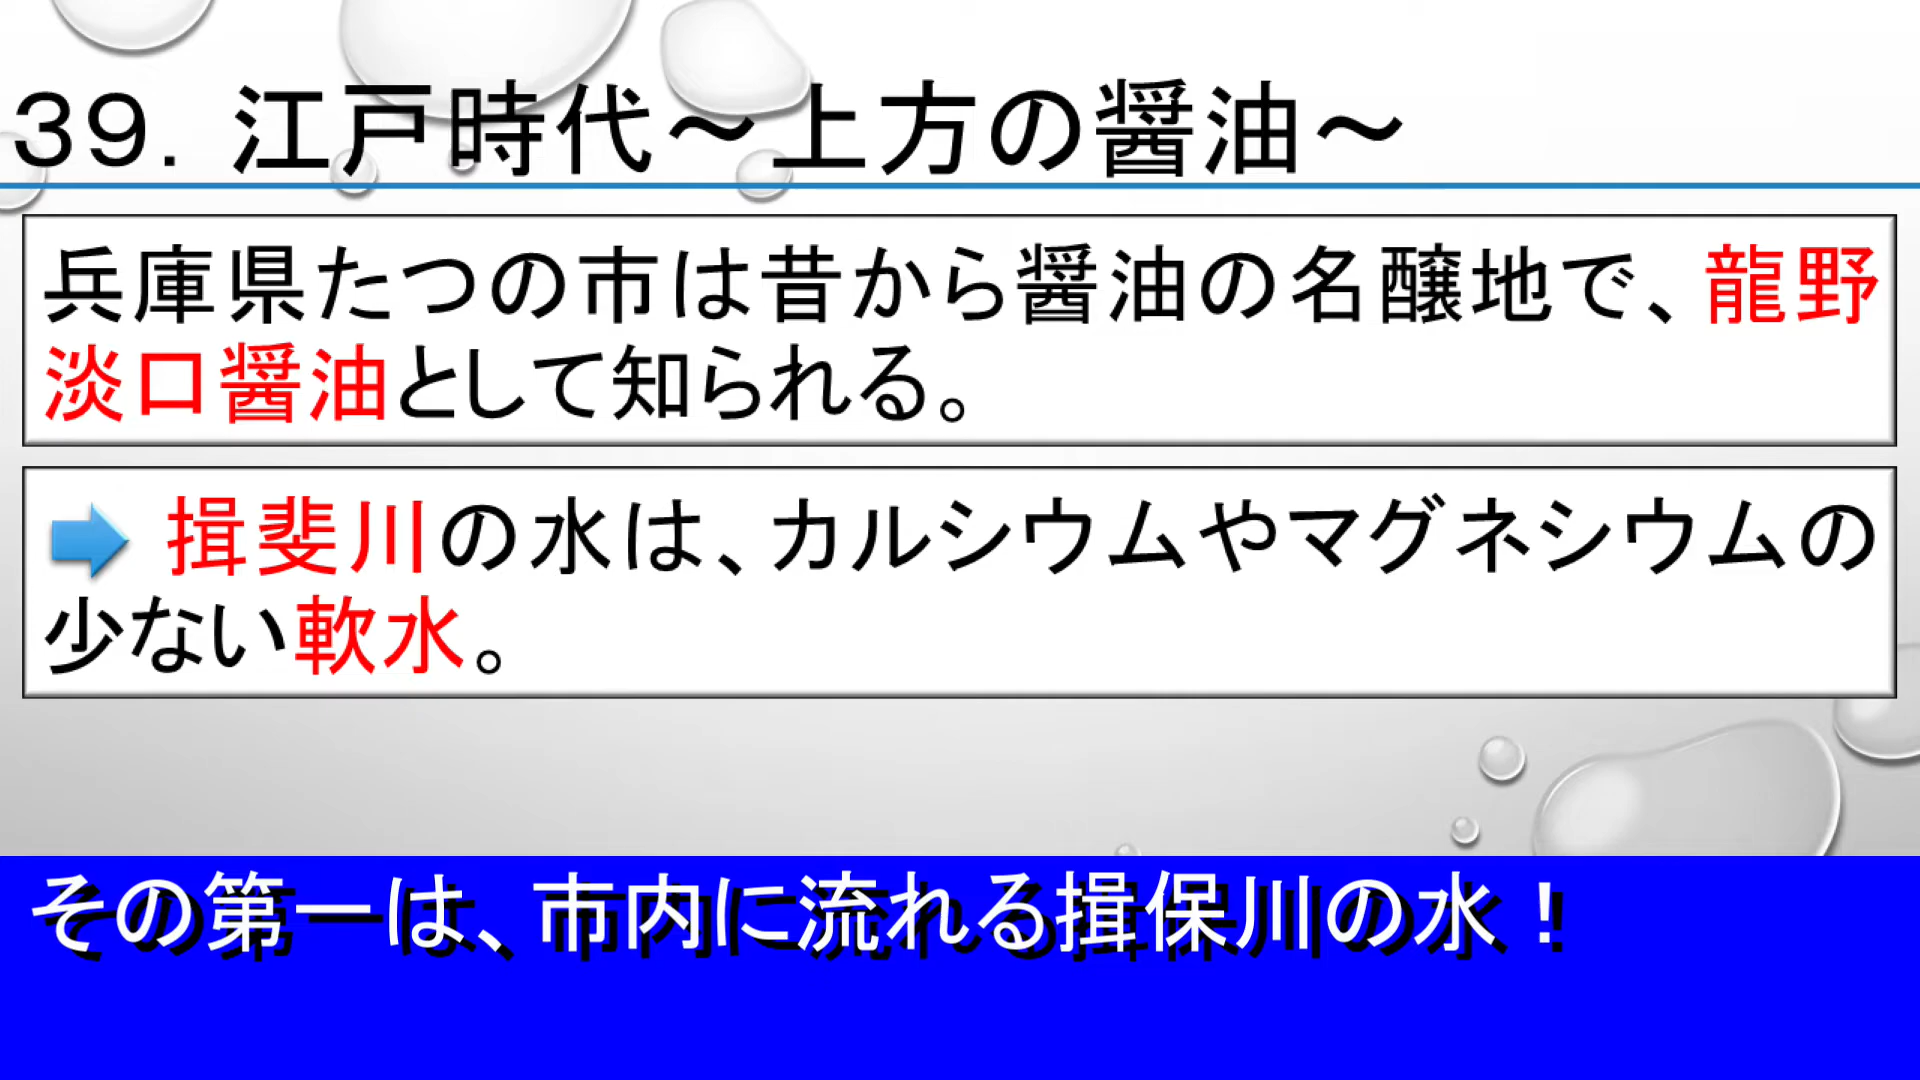 39．江戸時代～上方の醤油～
兵庫県たつの市は昔から醤油の名醸地で、龍野
淡口醤油として知られる。
揖斐川の水は、カルシウムやマグネシウムの
少ない軟水。
その第一は、市内に流れる揖保川の水！